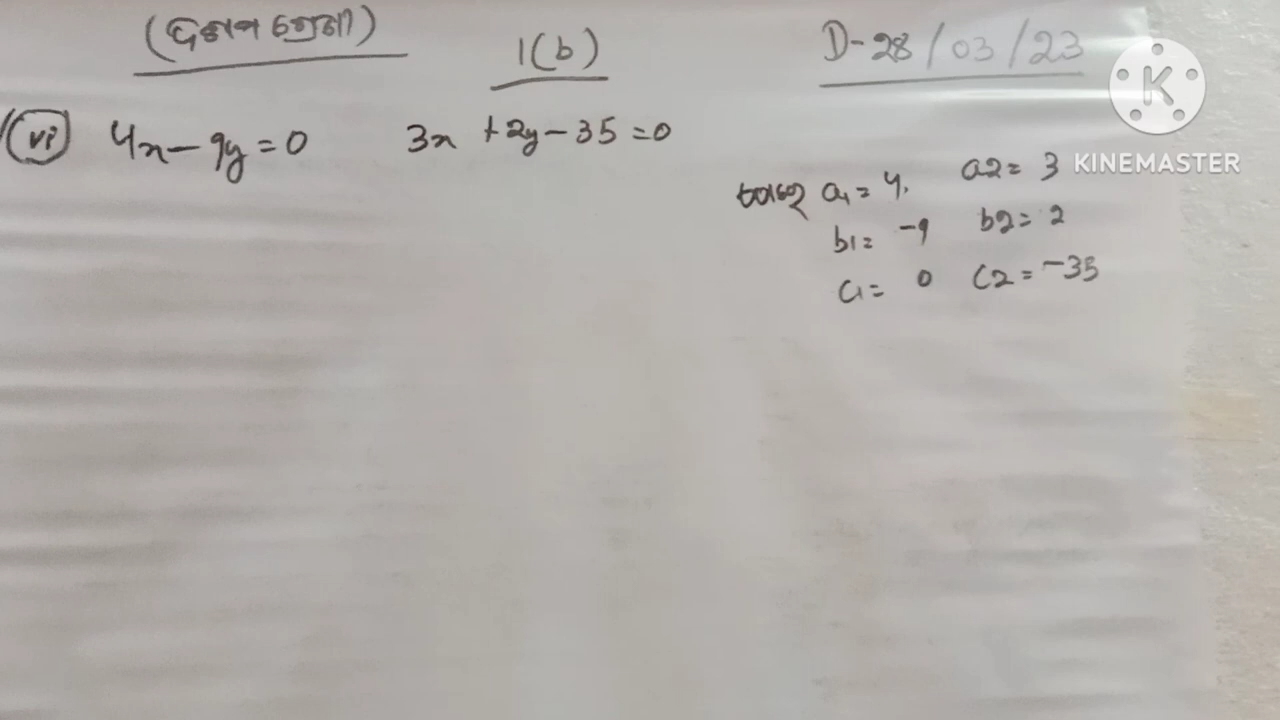 (ଦଶମ ଶ୍ରେଣୀ)
1(b)
D-28/03/23
(vi) 4x - 9y = 0 3x + 2y - 35 = 0
a1 = 4, a2 = 3
b1 = -9 b2 = 2
c1 = 0 c2 = -35
K
KINEMASTER